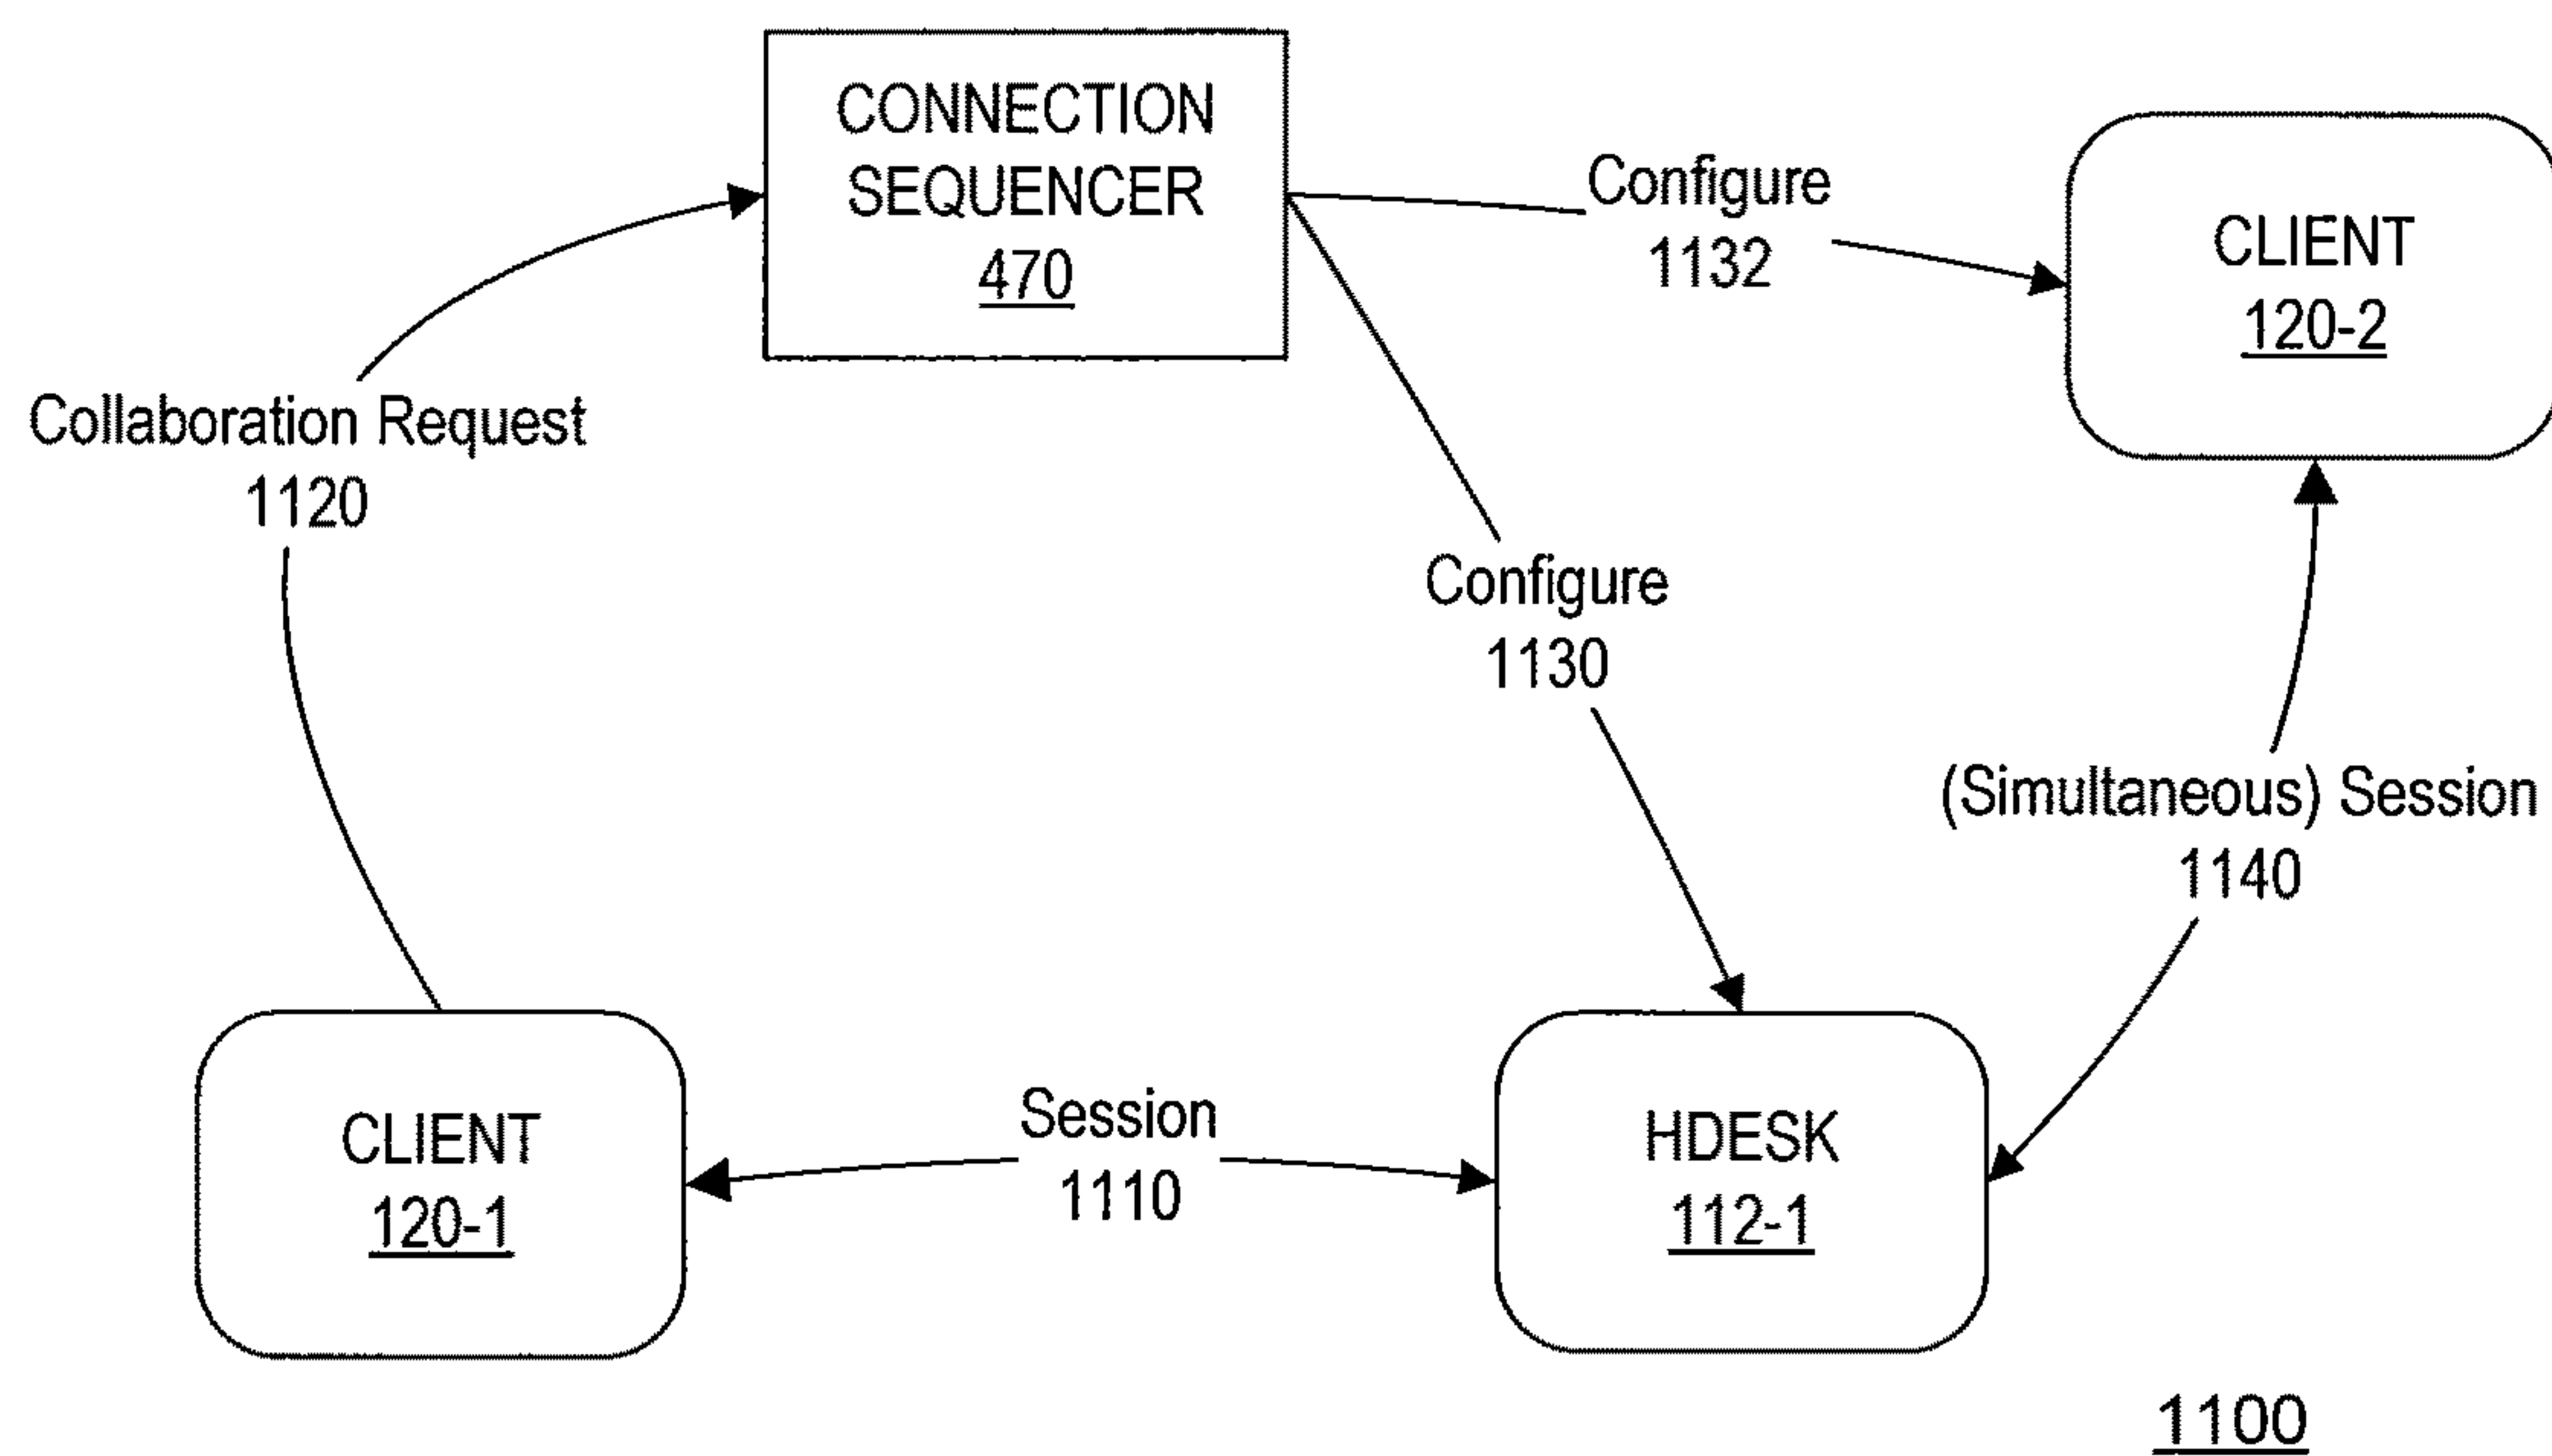 CONNECTION
SEQUENCER
470
Configure
1132
CLIENT
120-2
Collaboration Request
1120
Configure
1130
(Simultaneous) Session
1140
CLIENT
120-1
Session
1110
HDESK
112-1
1100